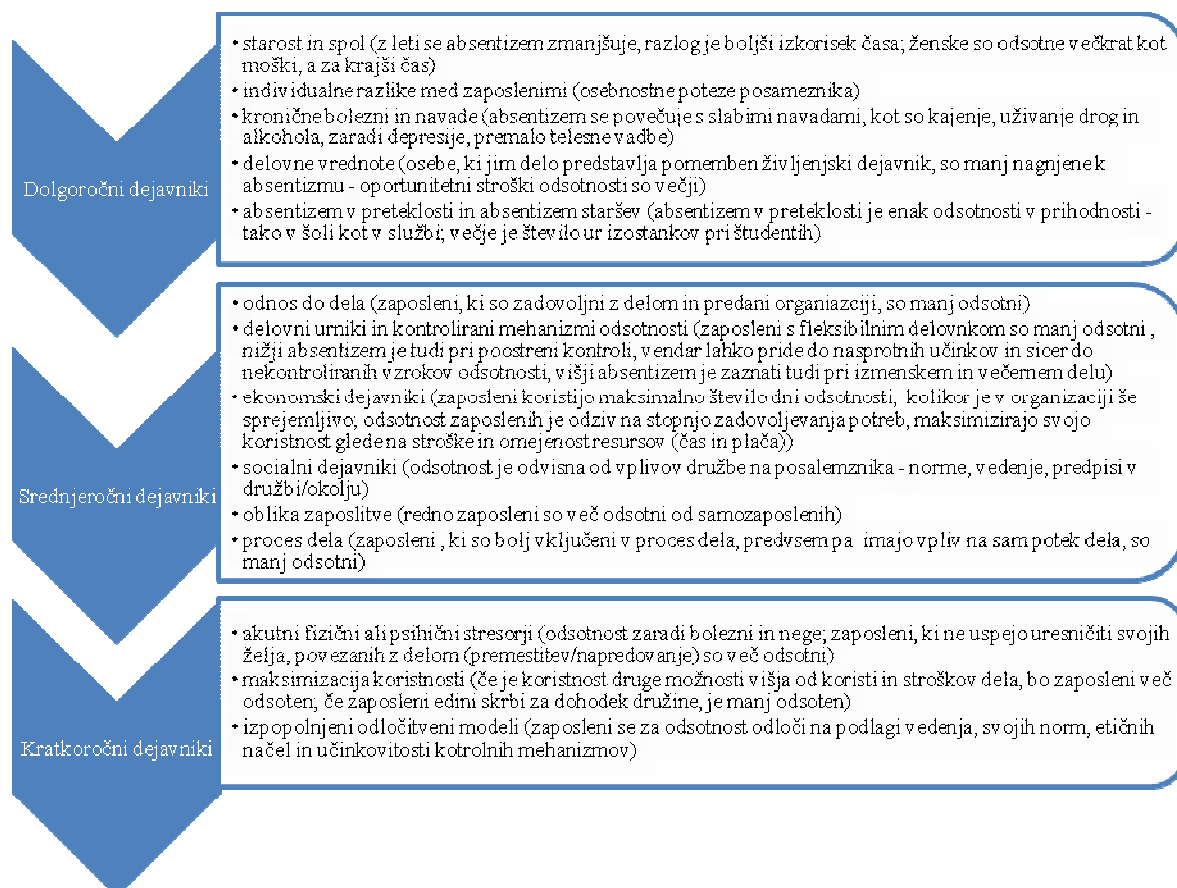 Dolgoročni dejavniki
• starost in spol (z leti se absentizem zmanjšuje, razlog je boljši izkorisek časa; ženske so odsotne večkrat kot
moški, a za krajši čas)
• individualne razlike med zaposlenimi (osebnostne poteze posameznika)
• kronične bolezni in navade (absentizem se povečuje s slabimi navadami, kot so kajenje, uživanje drog in
alkohola, zaradi depresije, premalo telesne vadbe)
• delovne vrednote (osebe, ki jim delo predstavlja pomemben življenjski dejavnik, so manj nagnjene k
absentizmu - oportunitetni stroški odsotnosti so večji)
• absentizem v preteklosti in absentizem staršev (absentizem v preteklosti je enak odsotnosti v prihodnosti -
tako v šoli kot v službi; večje je število ur izostankov pri študentih)
Srednjeročni dejavniki
• odnos do dela (zaposleni, ki so zadovoljni z delom in predani organiazciji, so manj odsotni)
• delovni urniki in kontrolirani mehanizmi odsotnosti (zaposleni s fleksibilnim delovnkom so manj odsotni ,
nižji absentizem je tudi pri poostreni kontroli, vendar lahko pride do nasprotnih učinkov in sicer do
nekontroliranih vzrokov odsotnosti, višji absentizem je zaznati tudi pri izmenskem in večernem delu)
• ekonomski dejavniki (zaposleni koristijo maksimalno število dni odsotnosti, kolikor je v organizaciji še
sprejemljivo; odsotnost zaposlenih je odziv na stopnjo zadovoljevanja potreb, maksimizirajo svojo
koristnost glede na stroške in omejenost resursov (čas in plača))
• socialni dejavniki (odsotnost je odvisna od vplivov družbe na posalemznika - norme, vedenje, predpisi v
družbi/okolju)
• oblika zaposlitve (redno zaposleni so več odsotni od samozaposlenih)
• proces dela (zaposleni , ki so bolj vključeni v proces dela, predvsem pa imajo vpliv na sam potek dela, so
manj odsotni)
Kratkoročni dejavniki
• akutni fizični ali psihični stresorji (odsotnost zaradi bolezni in nege; zaposleni, ki ne uspejo uresničiti svojih
želja, povezanih z delom (premestitev/napredovanje) so več odsotni)
• maksimizacija koristnosti (če je koristnost druge možnosti višja od koristi in stroškov dela, bo zaposleni več
odsoten; če zaposleni edini skrbi za dohodek družine, je manj odsoten)
• izpopolnjeni odločitveni modeli (zaposleni se za odsotnost odloči na podlagi vedenja, svojih norm, etičnih
načel in učinkovitosti kotrolnih mehanizmov)